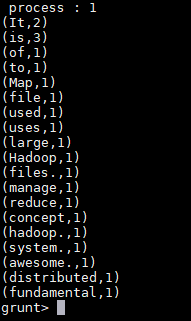 process : 1
(It,2)
(is,3)
(of,1)
(to,1)
(Map,1)
(file,1)
(used,1)
(uses,1)
(large,1)
(Hadoop,1)
(files.,1)
(manage,1)
(reduce,1)
(concept,1)
(hadoop.,1)
(system.,1)
(awesome.,1)
(distributed,1)
(fundamental,1)
grunt>